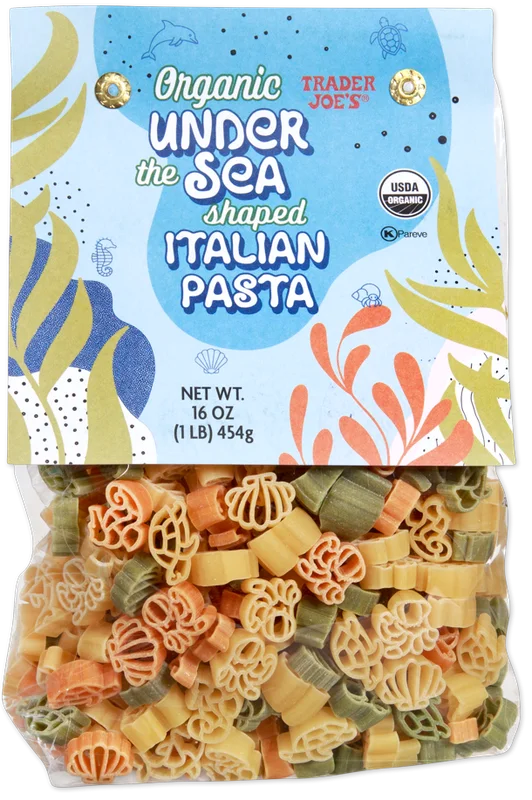 Organic
TRADER
JOE'S®
UNDER
the SEA
shaped
ITALIAN
PASTA
USDA
ORGANIC
K Pareve
NET WT.
16 OZ
(1 LB) 454g